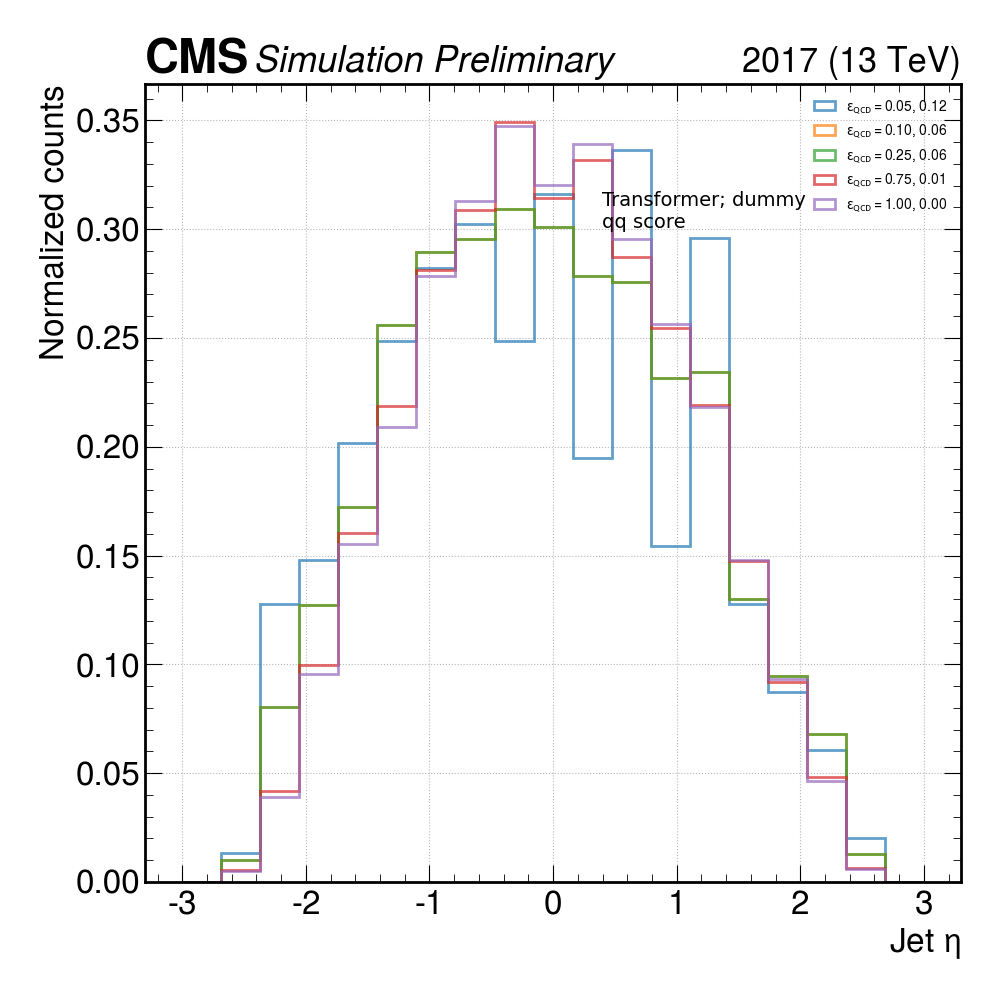 CMS Simulation Preliminary 2017 (13 TeV)
Normalized counts
0.35
0.30
0.25
0.20
0.15
0.10
0.05
0.00
ε_QCD = 0.05, 0.12
ε_QCD = 0.10, 0.06
ε_QCD = 0.25, 0.06
ε_QCD = 0.75, 0.01
ε_QCD = 1.00, 0.00
Transformer; dummy
qq score
-3 -2 -1 0 1 2 3
Jet η